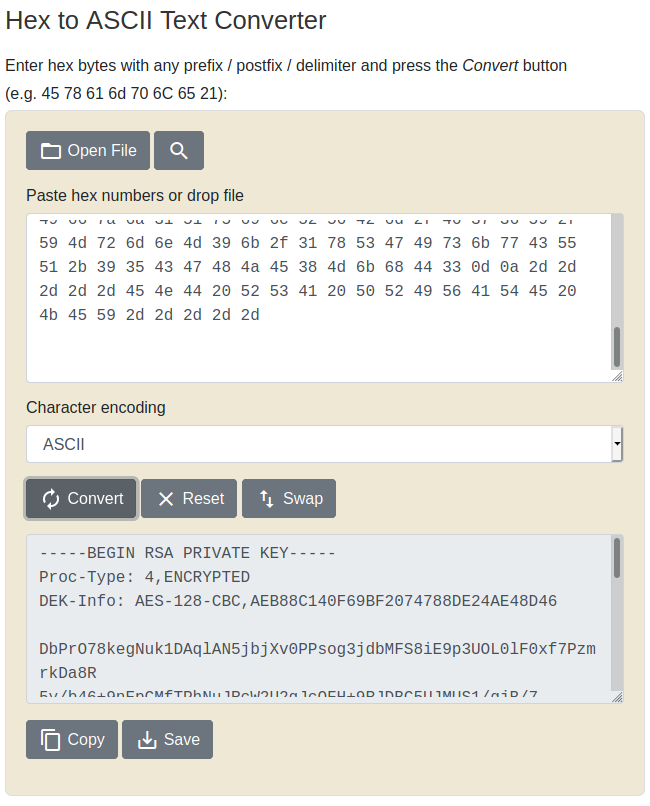 Hex to ASCII Text Converter
Enter hex bytes with any prefix / postfix / delimiter and press the Convert button
(e.g. 45 78 61 6d 70 6C 65 21):
Open File
Paste hex numbers or drop file
59 4d 72 6d 6e 4d 39 6b 2f 31 78 53 47 49 73 6b 77 43 55
51 2b 39 35 43 47 48 4a 45 38 4d 6b 68 44 33 0d 0a 2d 2d
2d 2d 2d 45 4e 44 20 52 53 41 20 50 52 49 56 41 54 45 20
4b 45 59 2d 2d 2d 2d 2d
Character encoding
ASCII
Convert
Reset
Swap
-----BEGIN RSA PRIVATE KEY-----
Proc-Type: 4,ENCRYPTED
DEK-Info: AES-128-CBC,AEB88C140F69BF2074788DE24AE48D46
DbPrO78kegNuk1DAqlAN5jbjXv0PPsog3jdbMFS8iE9p3UOL0lF0xf7Pzm
rkDa8R
Copy
Save